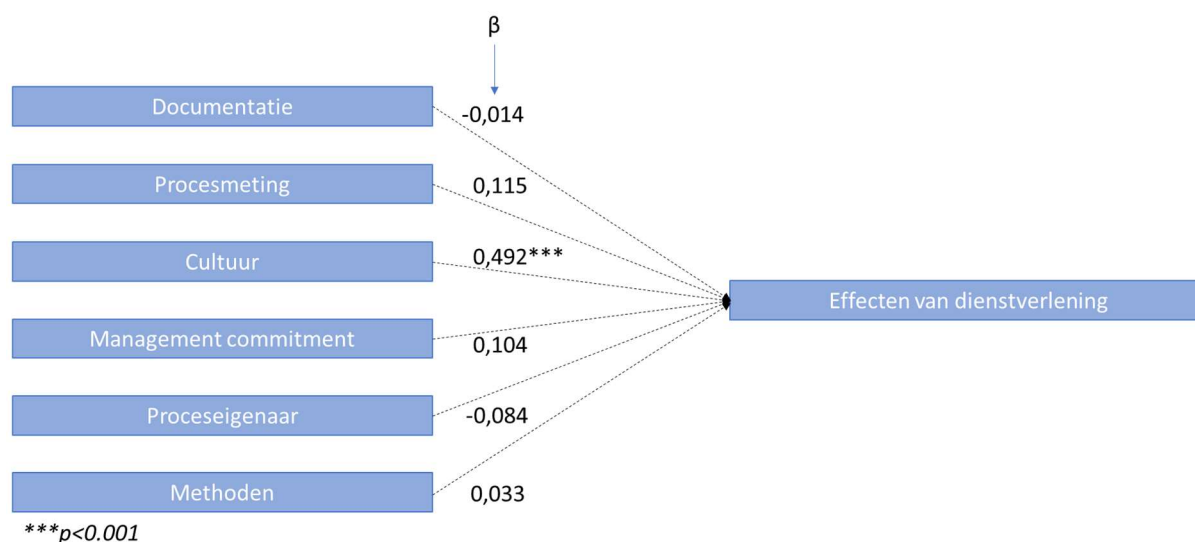 β
Documentatie
-0,014
Procesmeting
0,115
Cultuur
0,492***
Effecten van dienstverlening
Management commitment
0,104
Proceseigenaar
-0,084
Methoden
0,033
***p<0.001